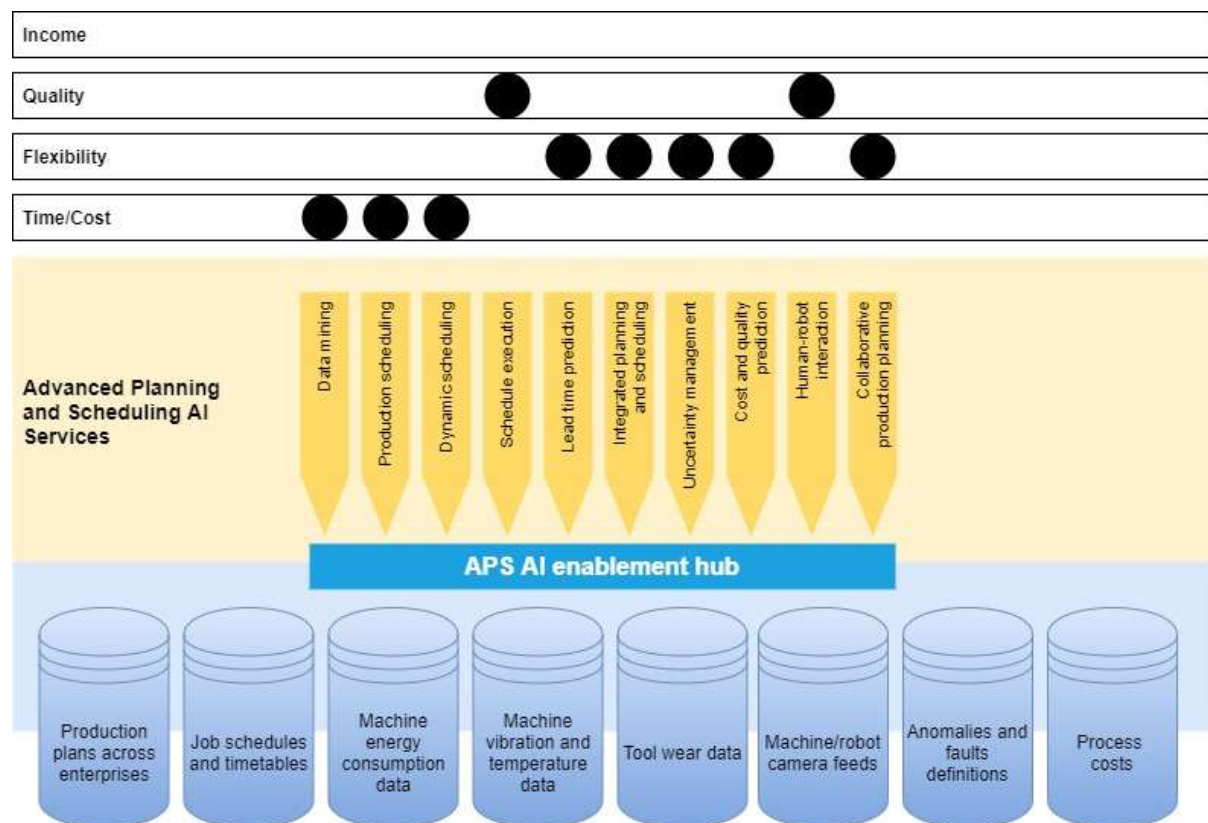 Income
Quality
Flexibility
Time/Cost
Advanced Planning
and Scheduling AI
Services
Data mining
Production scheduling
Dynamic scheduling
Schedule execution
Lead time prediction
Integrated planning
and scheduling
Uncertainty management
Cost and quality
prediction
Human-robot
interaction
Collaborative
production planning
APS AI enablement hub
Production
plans across
enterprises
Job schedules
and timetables
Machine
energy
consumption
data
Machine
vibration and
temperature
data
Tool wear data
Machine/robot
camera feeds
Anomalies and
faults
definitions
Process
costs